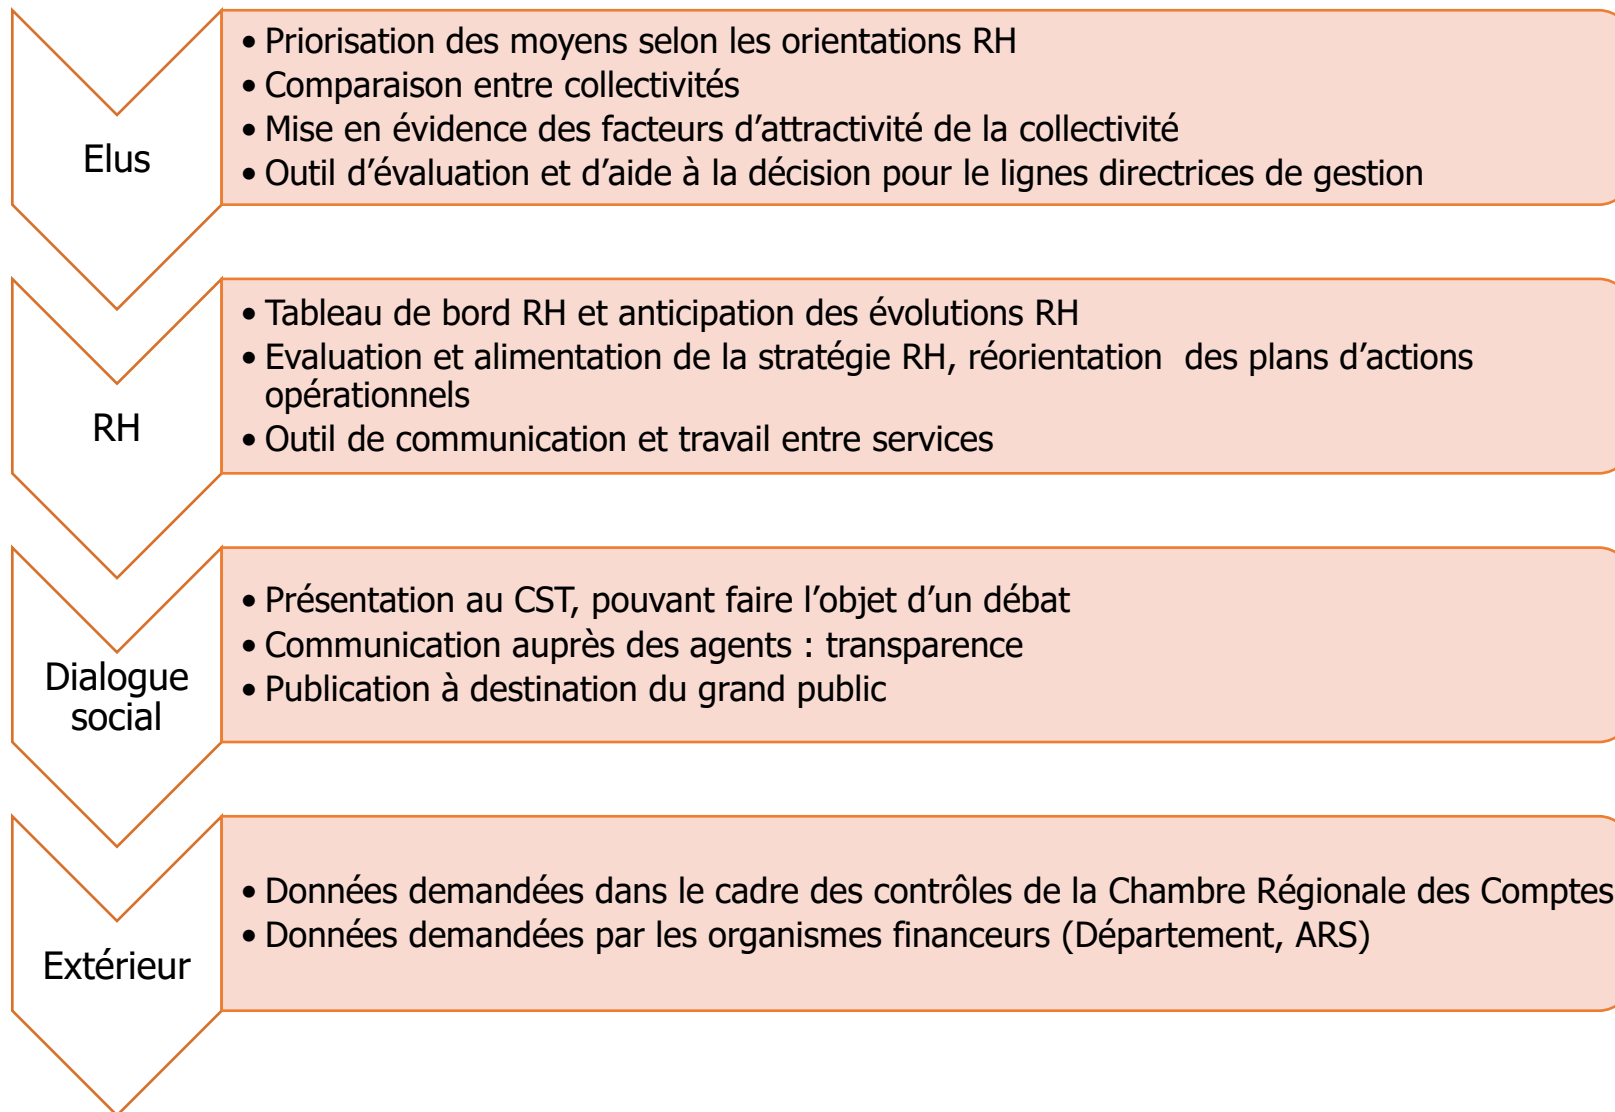 Elus
• Priorisation des moyens selon les orientations RH
• Comparaison entre collectivités
• Mise en évidence des facteurs d’attractivité de la collectivité
• Outil d’évaluation et d’aide à la décision pour le lignes directrices de gestion
RH
• Tableau de bord RH et anticipation des évolutions RH
• Evaluation et alimentation de la stratégie RH, réorientation  des plans d’actions
opérationnels
• Outil de communication et travail entre services
Dialogue
social
• Présentation au CST, pouvant faire l’objet d’un débat
• Communication auprès des agents : transparence
• Publication à destination du grand public
Extérieur
• Données demandées dans le cadre des contrôles de la Chambre Régionale des Comptes
• Données demandées par les organismes financeurs (Département, ARS)